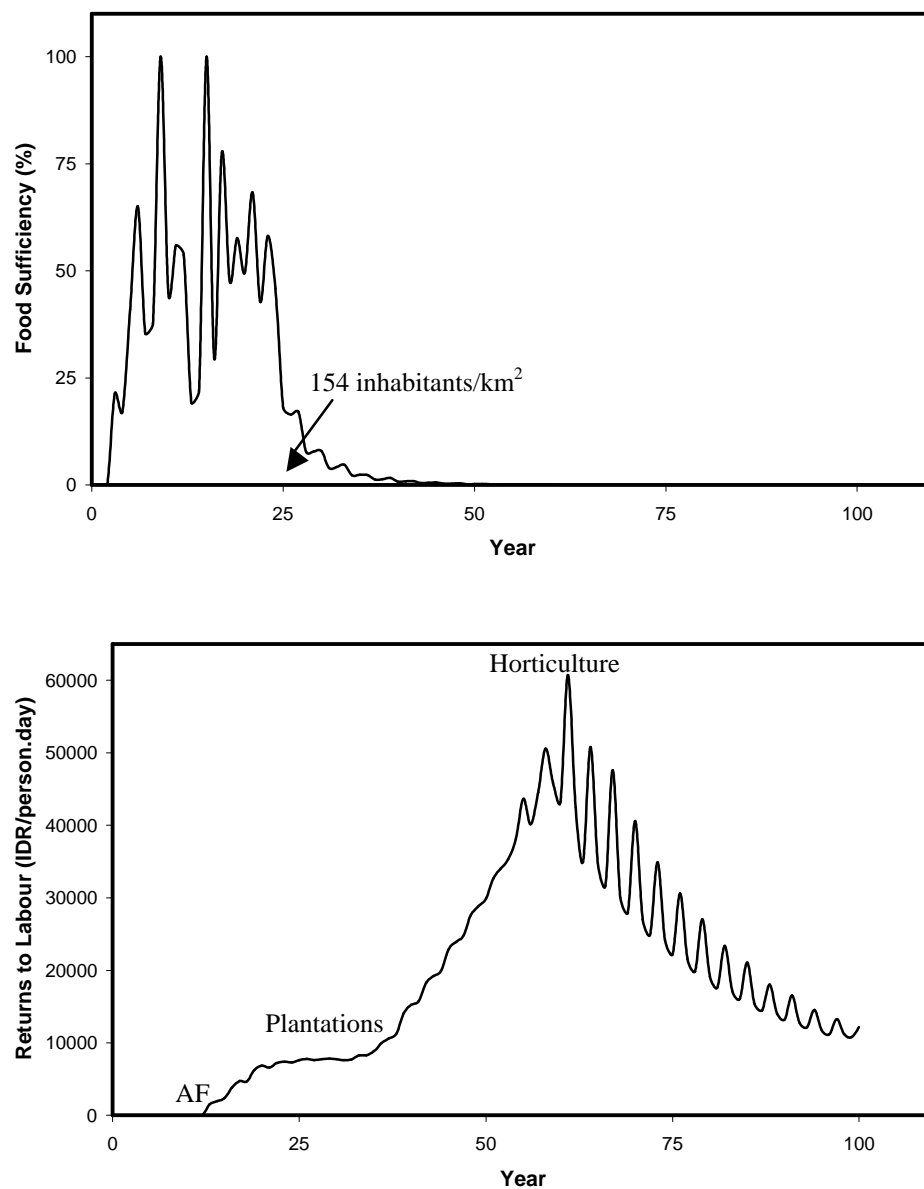 100
75
50
25
0
Food Sufficiency (%)
154 inhabitants/km²
0 25 50 75 100
Year
Horticulture
60000
50000
40000
30000
20000
10000
0
Returns to Labour (IDR/person.day)
Plantations
AF
0 25 50 75 100
Year